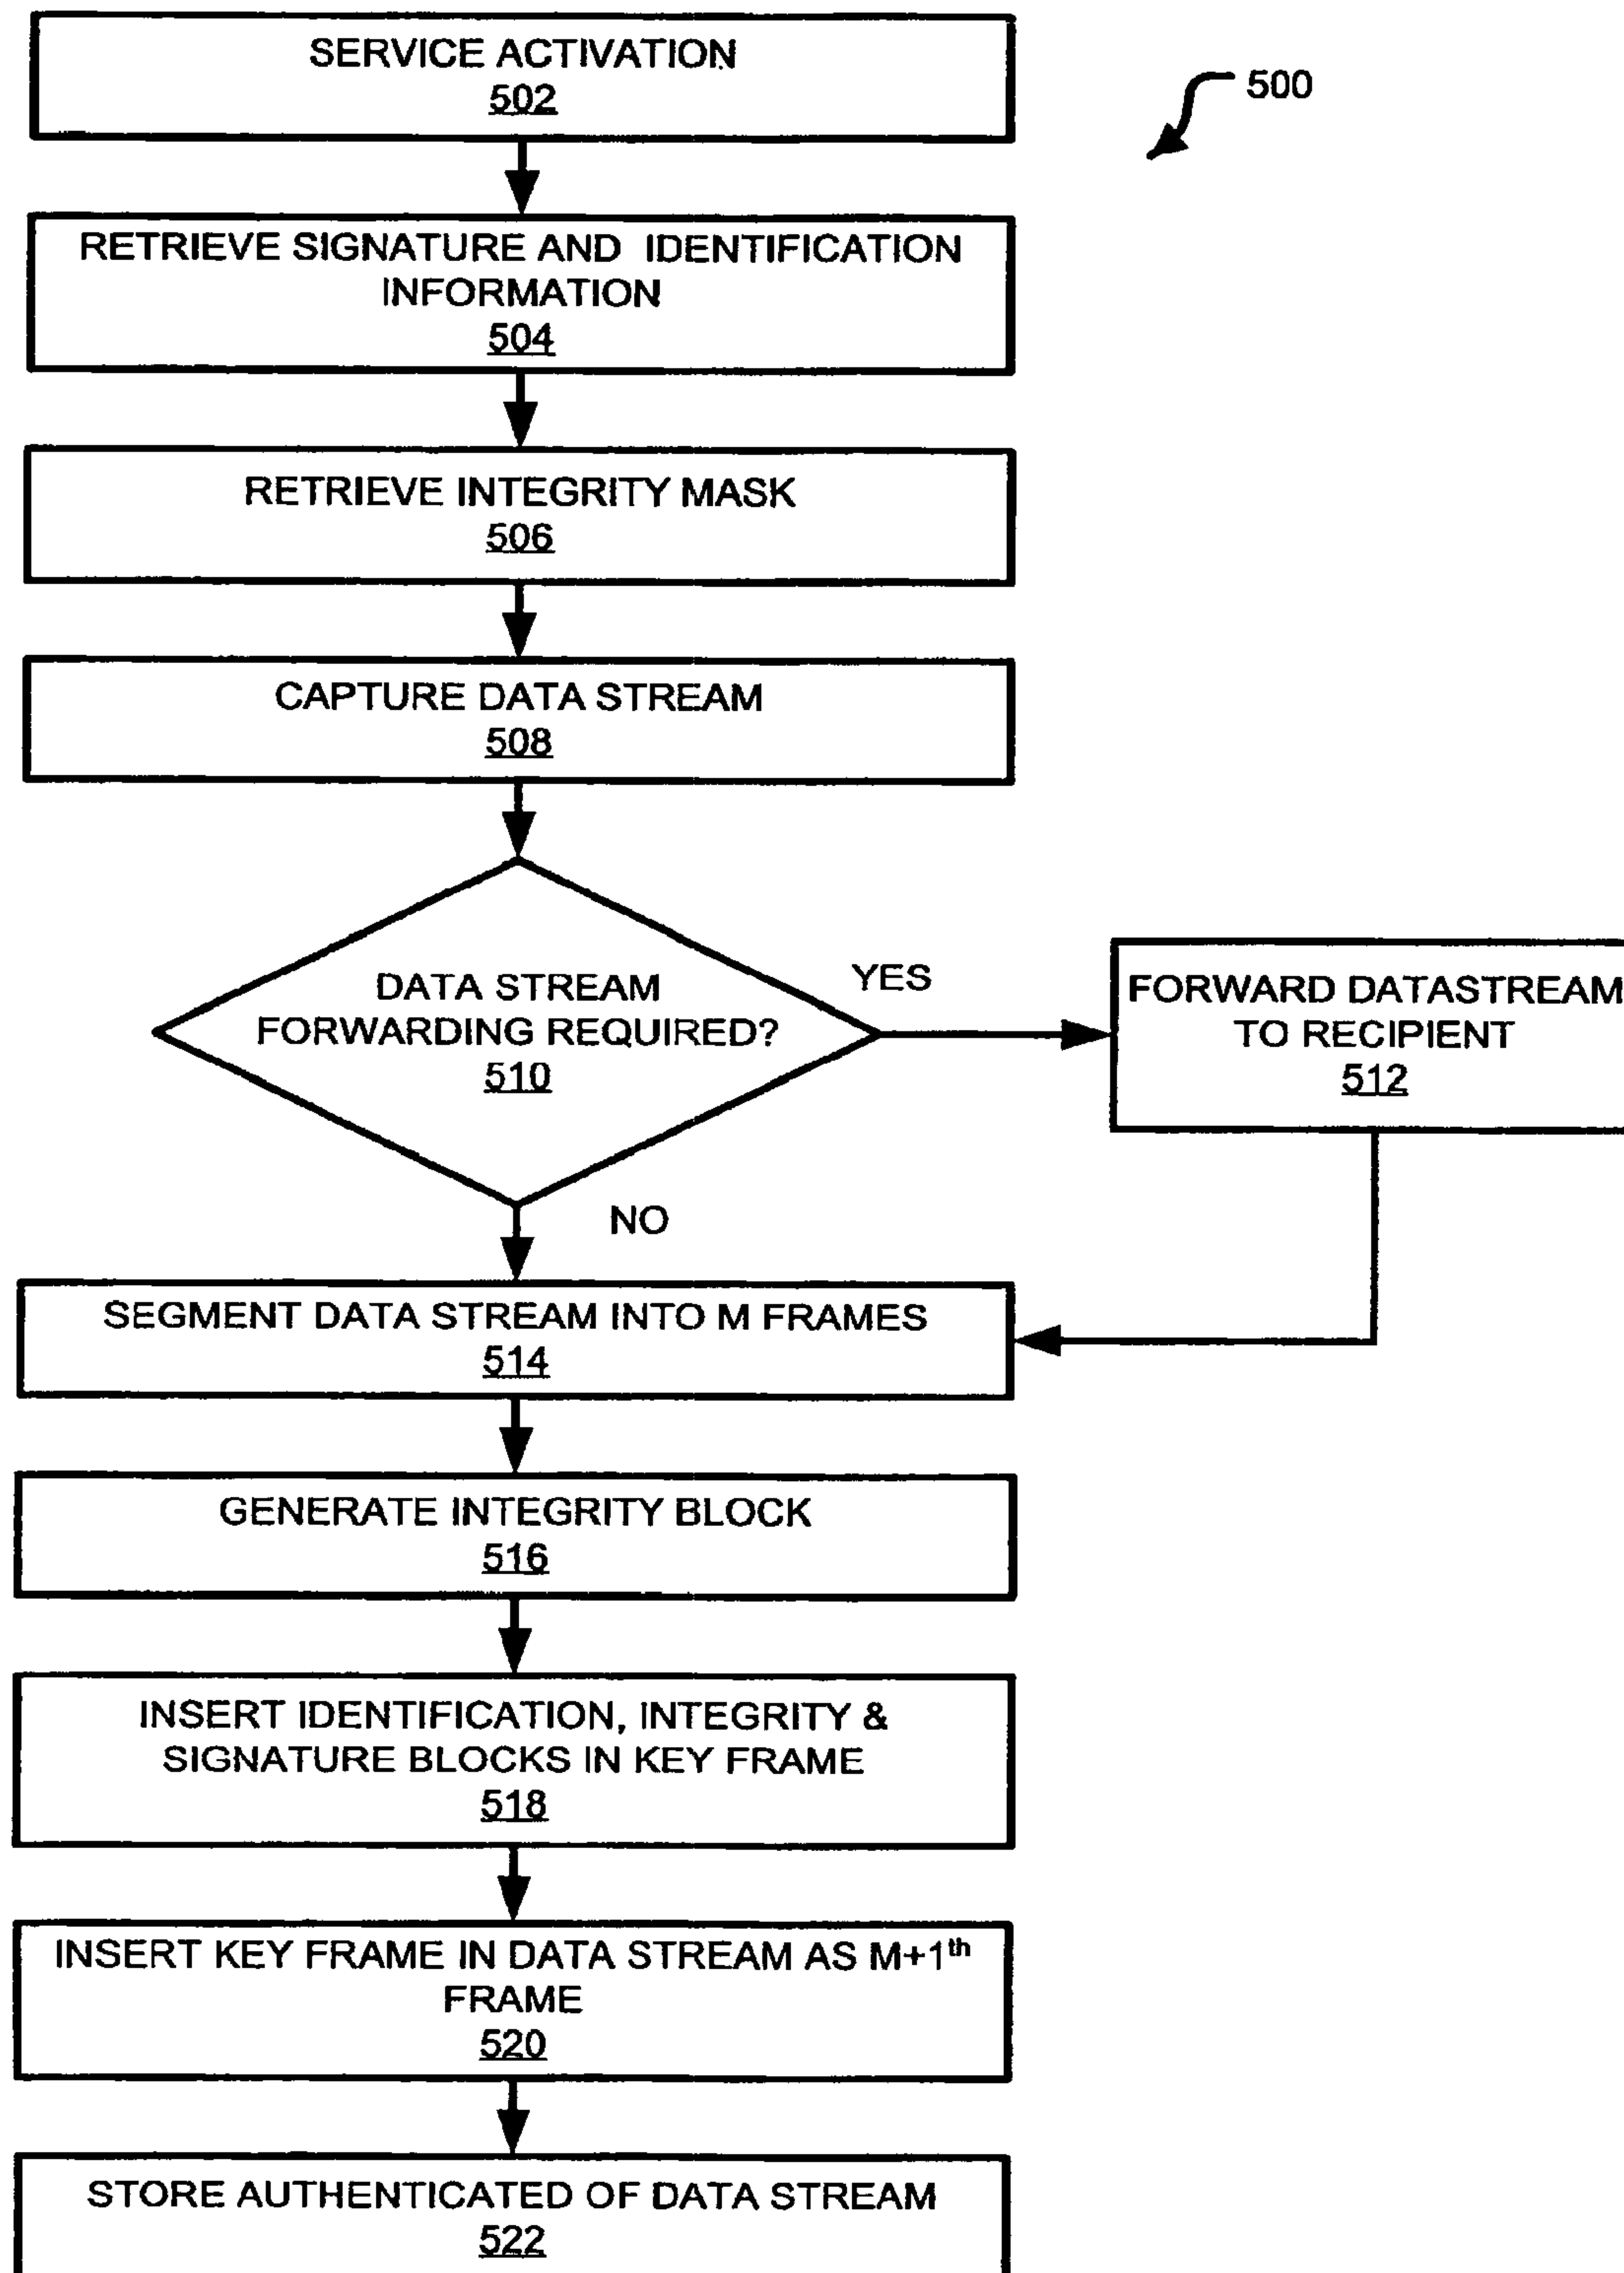 SERVICE ACTIVATION
502
500
RETRIEVE SIGNATURE AND IDENTIFICATION
INFORMATION
504
RETRIEVE INTEGRITY MASK
506
CAPTURE DATA STREAM
508
DATA STREAM
FORWARDING REQUIRED?
510
YES
FORWARD DATASTREAM
TO RECIPIENT
512
NO
SEGMENT DATA STREAM INTO M FRAMES
514
GENERATE INTEGRITY BLOCK
516
INSERT IDENTIFICATION, INTEGRITY &
SIGNATURE BLOCKS IN KEY FRAME
518
INSERT KEY FRAME IN DATA STREAM AS M+1th
FRAME
520
STORE AUTHENTICATED OF DATA STREAM
522